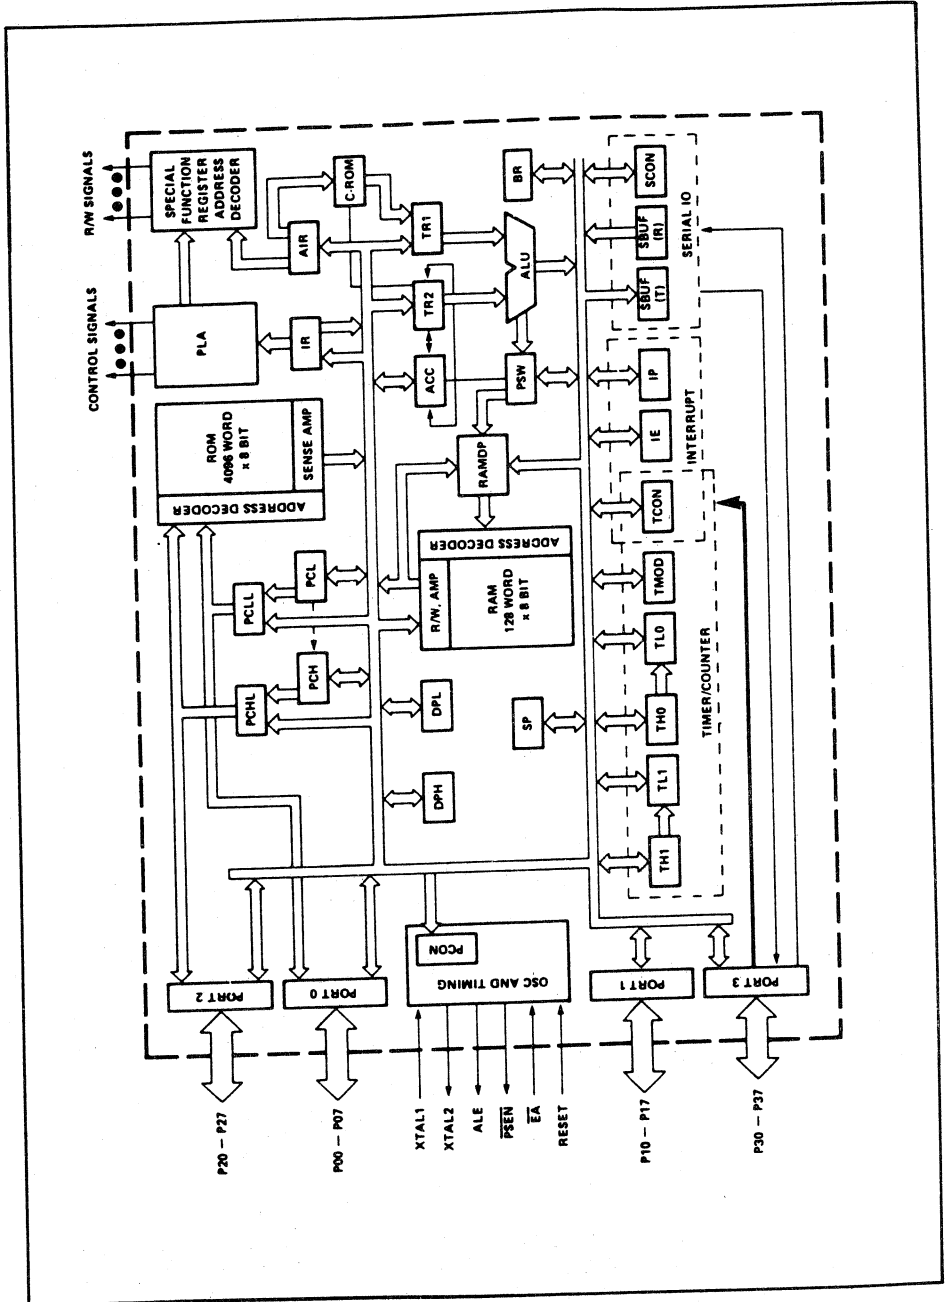 R/W SIGNALS
SPECIAL
FUNCTION
REGISTER
ADDRESS
DECODER
CONTROL SIGNALS
PLA
C-ROM
AIR
IR
TR1
TR2
ACC
BR
ALU
PSW
ROM
4096 WORD
x 8 BIT
SENSE AMP
ADDRESS DECODER
PCLL
PCL
PCHL
PCH
RAMDP
ADDRESS DECODER
R/W, AMP
RAM
128 WORD
x 8 BIT
DPL
DPH
SP
SCON
SBUF
(R)
SBUF
(T)
SERIAL IO
IP
IE
INTERRUPT
TCON
TMOD
TL0
TH0
TL1
TH1
TIMER/COUNTER
PCON
OSC AND TIMING
PORT 2
PORT 0
PORT 1
PORT 3
P20 – P27
P00 – P07
XTAL1
XTAL2
ALE
PSEN
EA
RESET
P10 – P17
P30 – P37